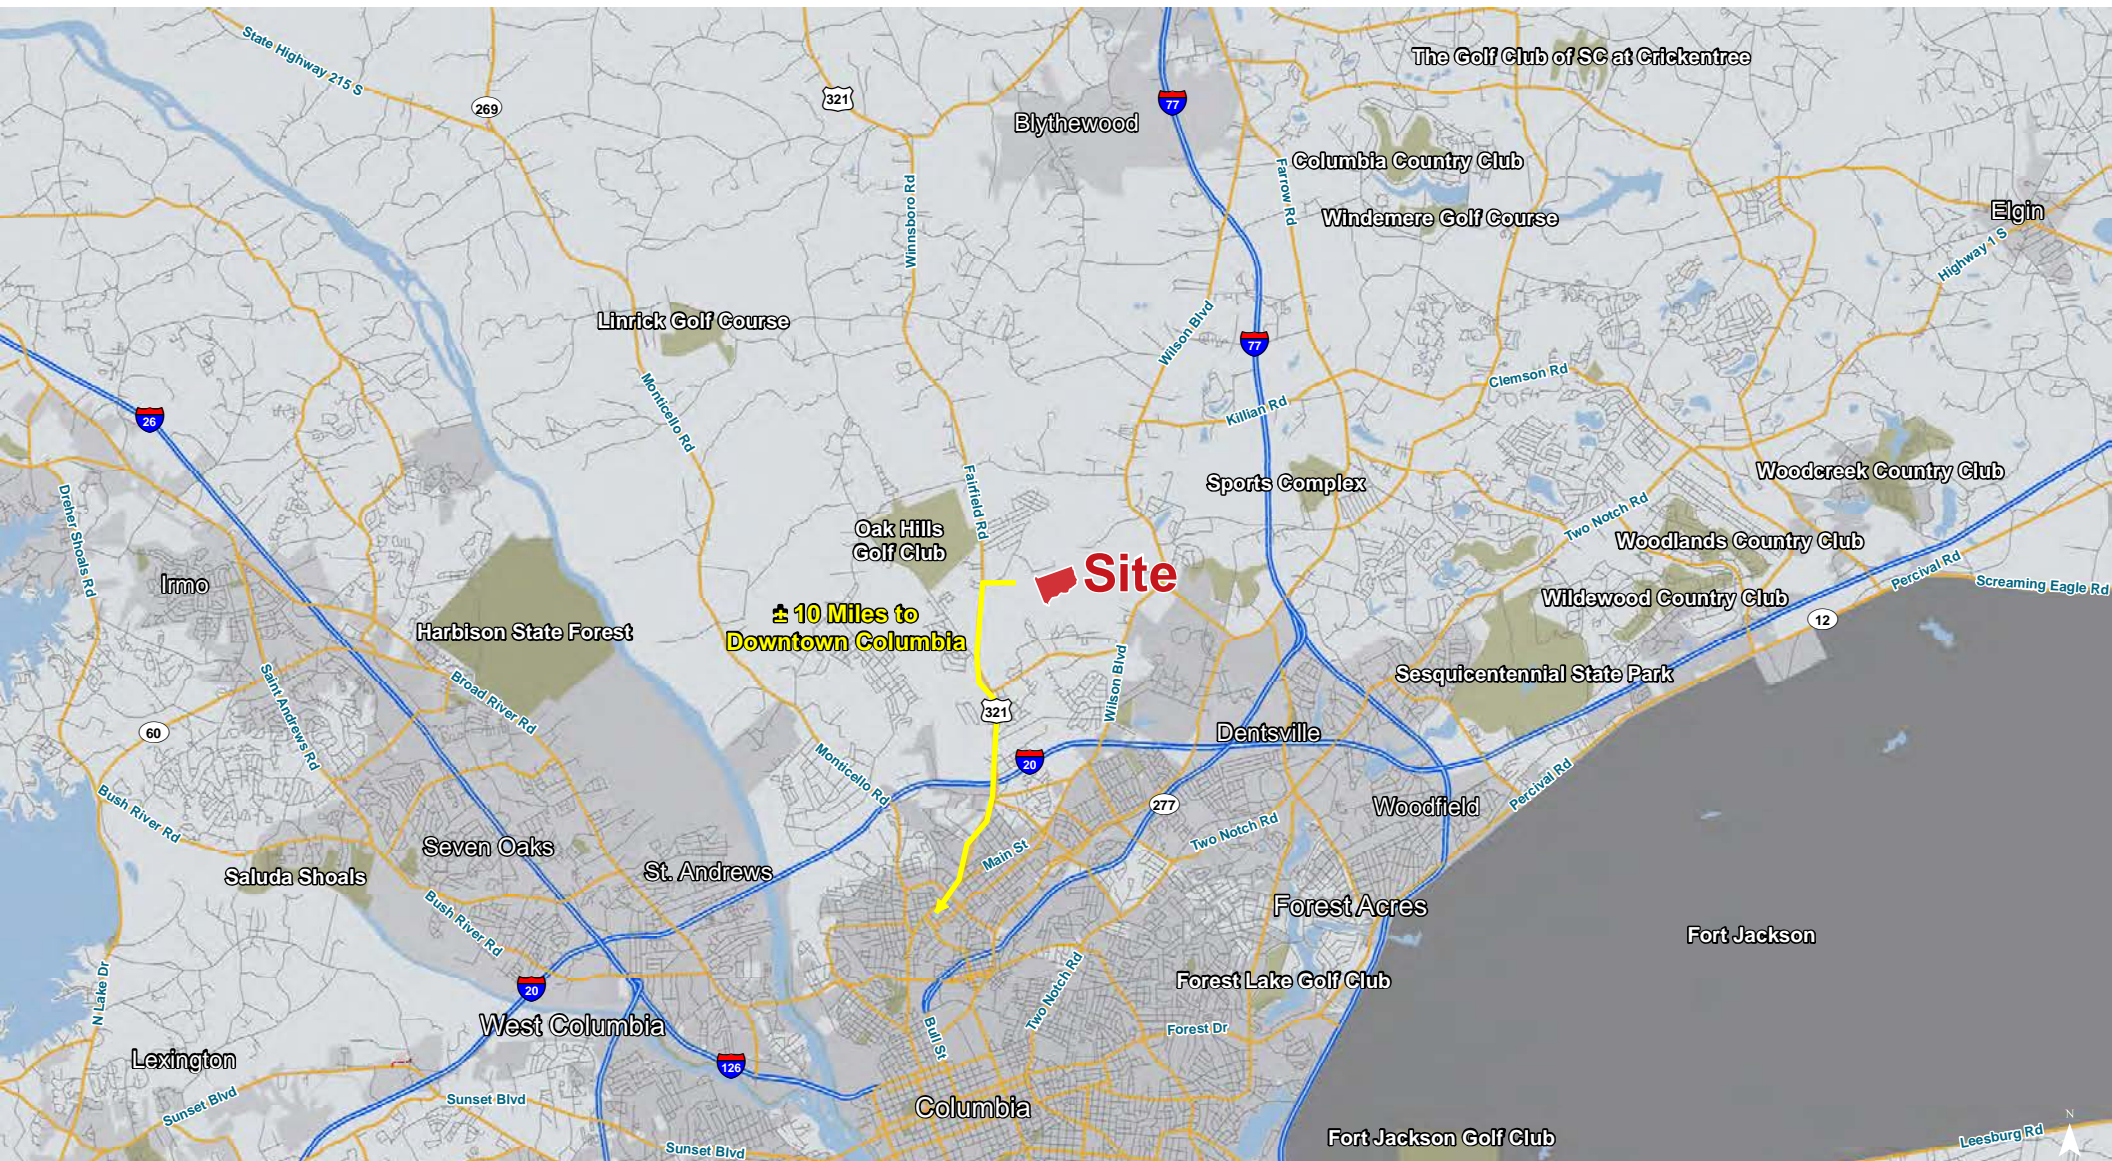 State Highway 215 S
269
321
77
The Golf Club of SC at Crickentree
Blythewood
Columbia Country Club
Farrow Rd
Windemere Golf Course
Winnsboro Rd
Elgin
Highway 1 S
Linrick Golf Course
Wilson Blvd
77
Monticello Rd
Killian Rd
Clemson Rd
26
Fairfield Rd
Sports Complex
Woodcreek Country Club
Dreher Shoals Rd
Oak Hills
Golf Club
Two Notch Rd
Woodlands Country Club
Irmo
Site
Percival Rd
Screaming Eagle Rd
Wildewood Country Club
12
± 10 Miles to
Downtown Columbia
Harbison State Forest
Saint Andrews Rd
Broad River Rd
Wilson Blvd
Sesquicentennial State Park
60
321
Dentsville
20
Monticello Rd
Bush River Rd
277
Woodfield
Percival Rd
Two Notch Rd
Main St
Seven Oaks
St. Andrews
Saluda Shoals
Bush River Rd
Forest Acres
Fort Jackson
N Lake Dr
20
Forest Lake Golf Club
Two Notch Rd
West Columbia
Bull St
Forest Dr
Lexington
126
Sunset Blvd
Sunset Blvd
Columbia
Sunset Blvd
Fort Jackson Golf Club
Leesburg Rd
N